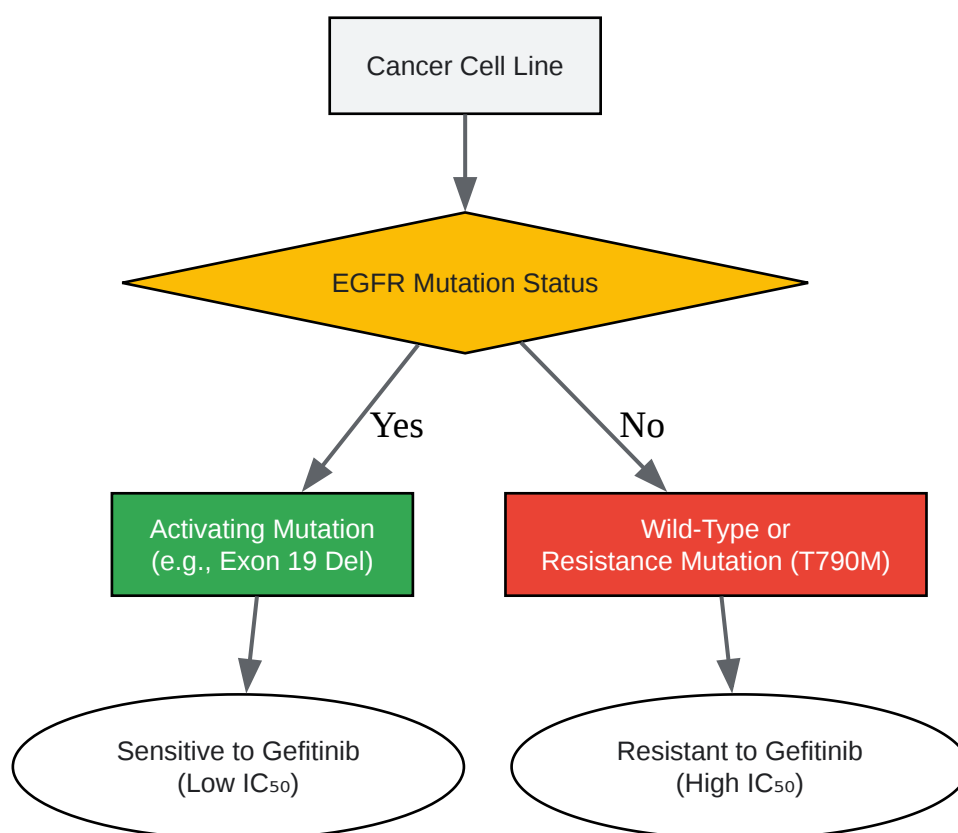 Cancer Cell Line
EGFR Mutation Status
Yes
No
Activating Mutation
(e.g., Exon 19 Del)
Wild-Type or
Resistance Mutation (T790M)
Sensitive to Gefitinib
(Low IC₅₀)
Resistant to Gefitinib
(High IC₅₀)